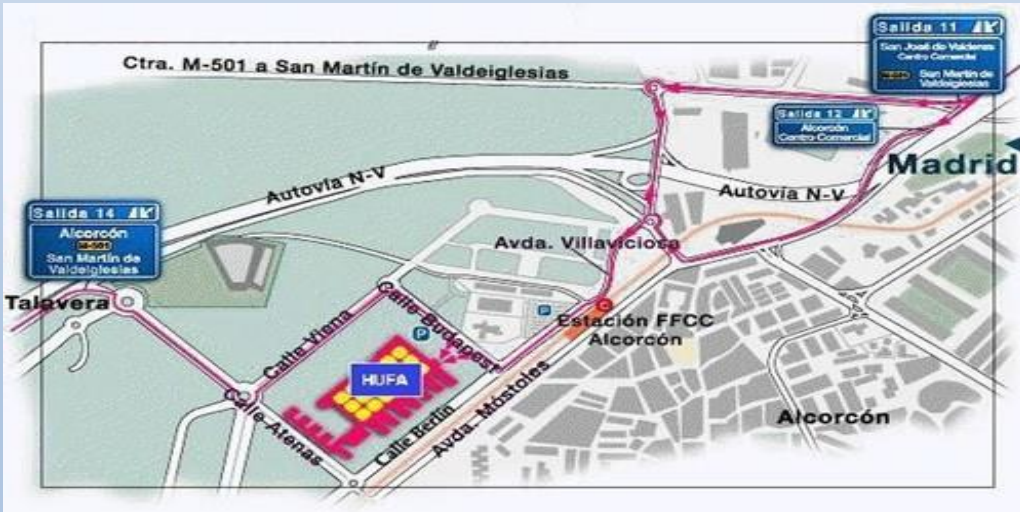 Salida 11
San José de Valderas
Centro Comercial
San Martín de
Valdeiglesias
Ctra. M-501 a San Martín de Valdeiglesias
Salida 12
Alcorcón
Centro Comercial
Madrid
Autovía N-V
Autovía N-V
Salida 14
Alcorcón
M-501
San Martín de
Valdeiglesias
Avda. Villaviciosa
Talavera
P
P
C
Estación FFCC
Alcorcón
Calle Viena
Calle Budapest
HUFA
Calle Atenas
Calle Berlín
Avda. Móstoles
Alcorcón